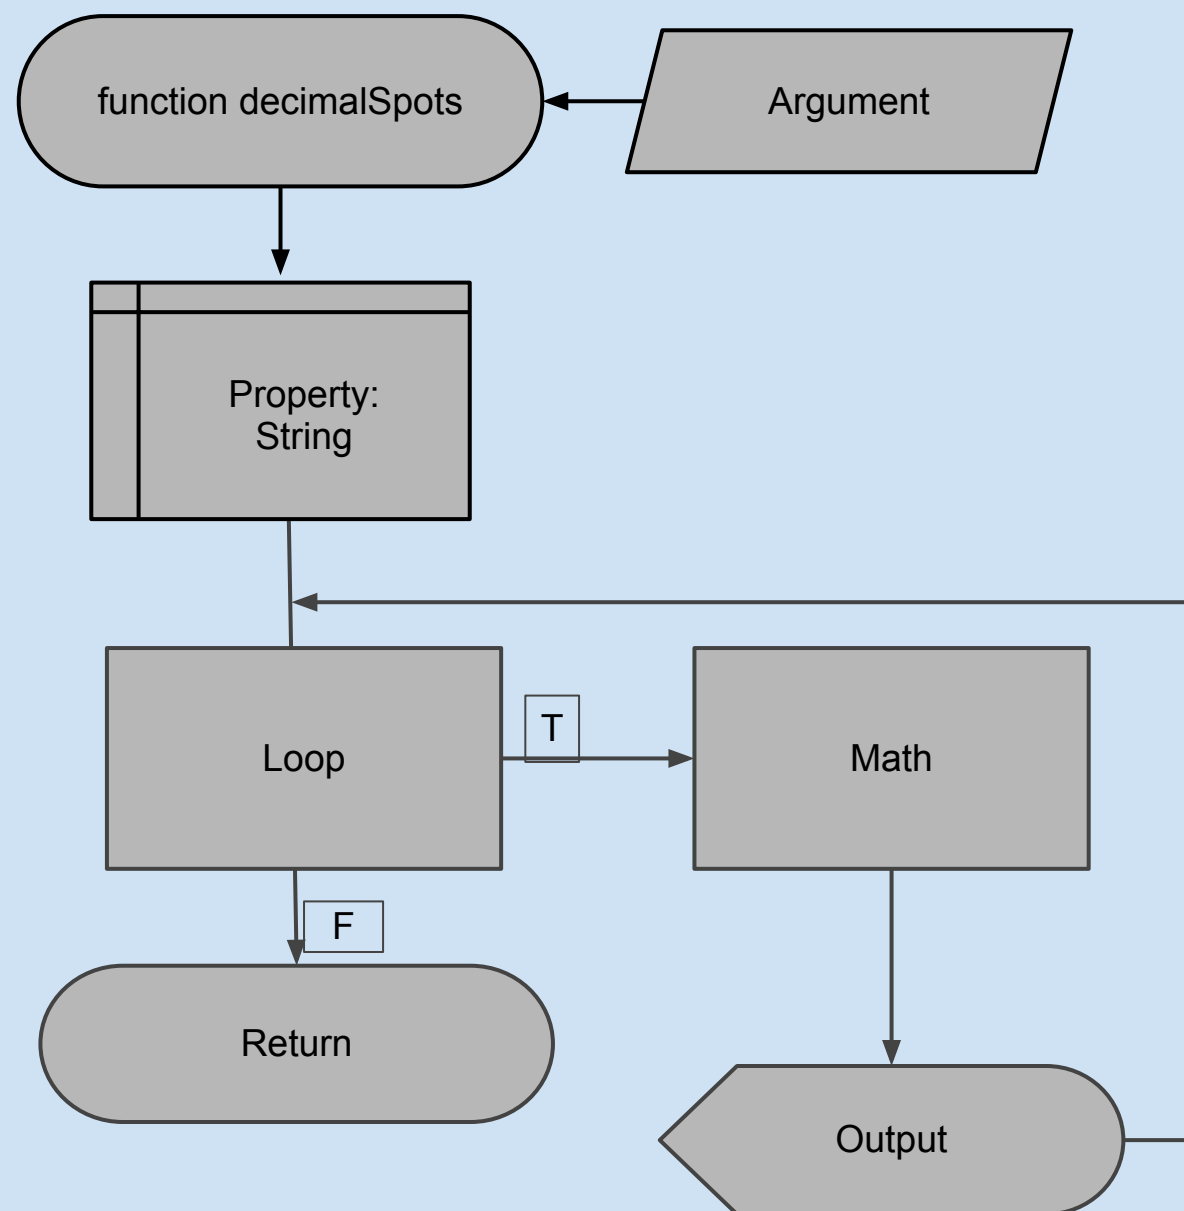 function decimalSpots
Argument
Property:
String
Loop
T
Math
F
Return
Output